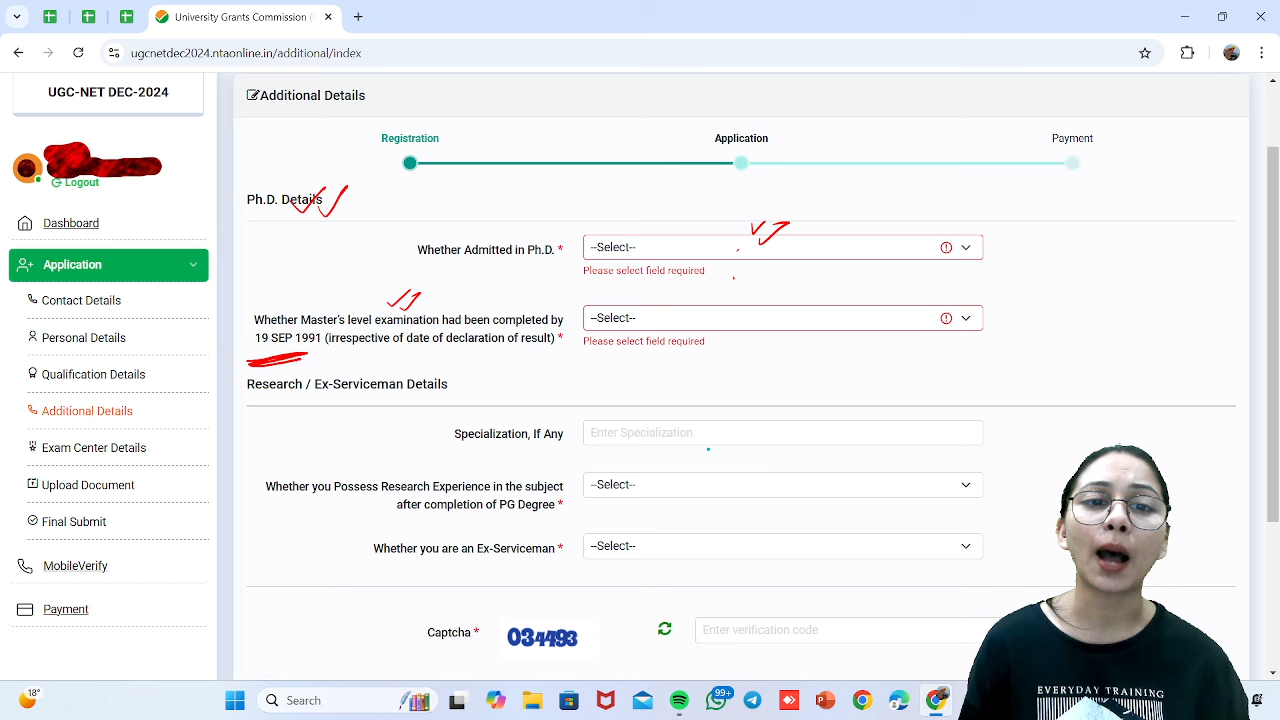 University Grants Commission (
ugcnetdec2024.ntaonline.in/additional/index
UGC-NET DEC-2024
Logout
Dashboard
Application
Contact Details
Personal Details
Qualification Details
Additional Details
Exam Center Details
Upload Document
Final Submit
MobileVerify
Payment
Additional Details
Registration
Application
Payment
Ph.D. Details
Whether Admitted in Ph.D. *
--Select--
Please select field required
Whether Master's level examination had been completed by
19 SEP 1991 (irrespective of date of declaration of result) *
--Select--
Please select field required
Research / Ex-Serviceman Details
Specialization, If Any
Enter Specialization
Whether you Possess Research Experience in the subject
after completion of PG Degree *
--Select--
Whether you are an Ex-Serviceman *
--Select--
Captcha *
034493
Enter verification code
EVERYDAY TRAINING
18°
Search
99+